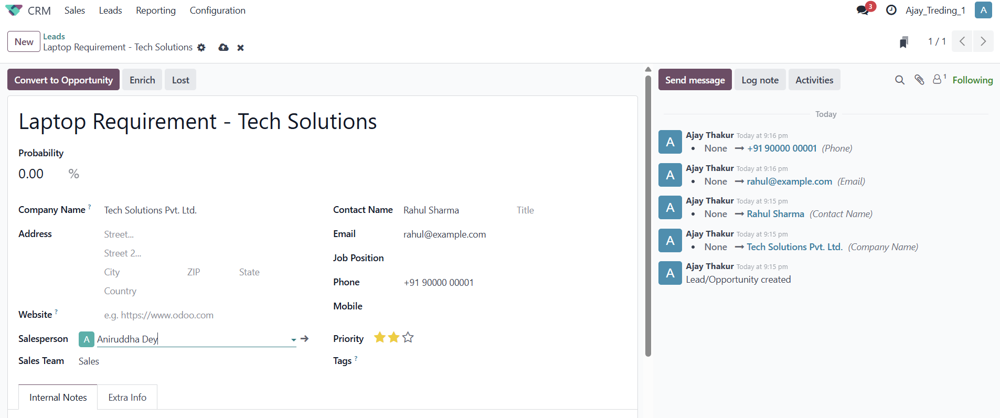 CRM Sales Leads Reporting Configuration 3 Ajay_Treding_1 A
New Leads
Laptop Requirement - Tech Solutions 1 / 1
Convert to Opportunity Enrich Lost
Laptop Requirement - Tech Solutions
Probability
0.00 %
Company Name ? Tech Solutions Pvt. Ltd. Contact Name Rahul Sharma Title
Address Street... Email rahul@example.com
Street 2... Job Position
City ZIP State
Phone +91 90000 00001
Country
Mobile
Website ? e.g. https://www.odoo.com
Salesperson A Aniruddha Dey Priority
Sales Team Sales Tags ?
Internal Notes Extra Info
Send message Log note Activities 1 Following
Today
A Ajay Thakur Today at 9:16 pm
• None → +91 90000 00001 (Phone)
A Ajay Thakur Today at 9:16 pm
• None → rahul@example.com (Email)
A Ajay Thakur Today at 9:15 pm
• None → Rahul Sharma (Contact Name)
A Ajay Thakur Today at 9:15 pm
• None → Tech Solutions Pvt. Ltd. (Company Name)
A Ajay Thakur Today at 9:15 pm
Lead/Opportunity created